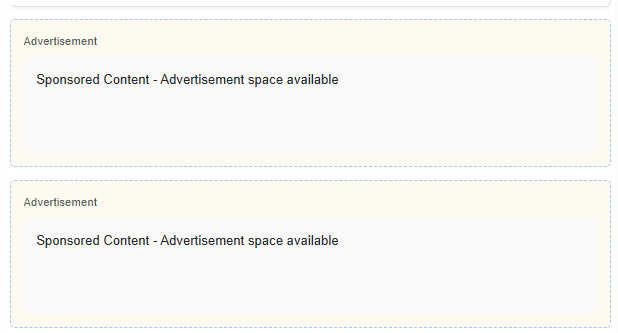 Advertisement
Sponsored Content - Advertisement space available
Advertisement
Sponsored Content - Advertisement space available